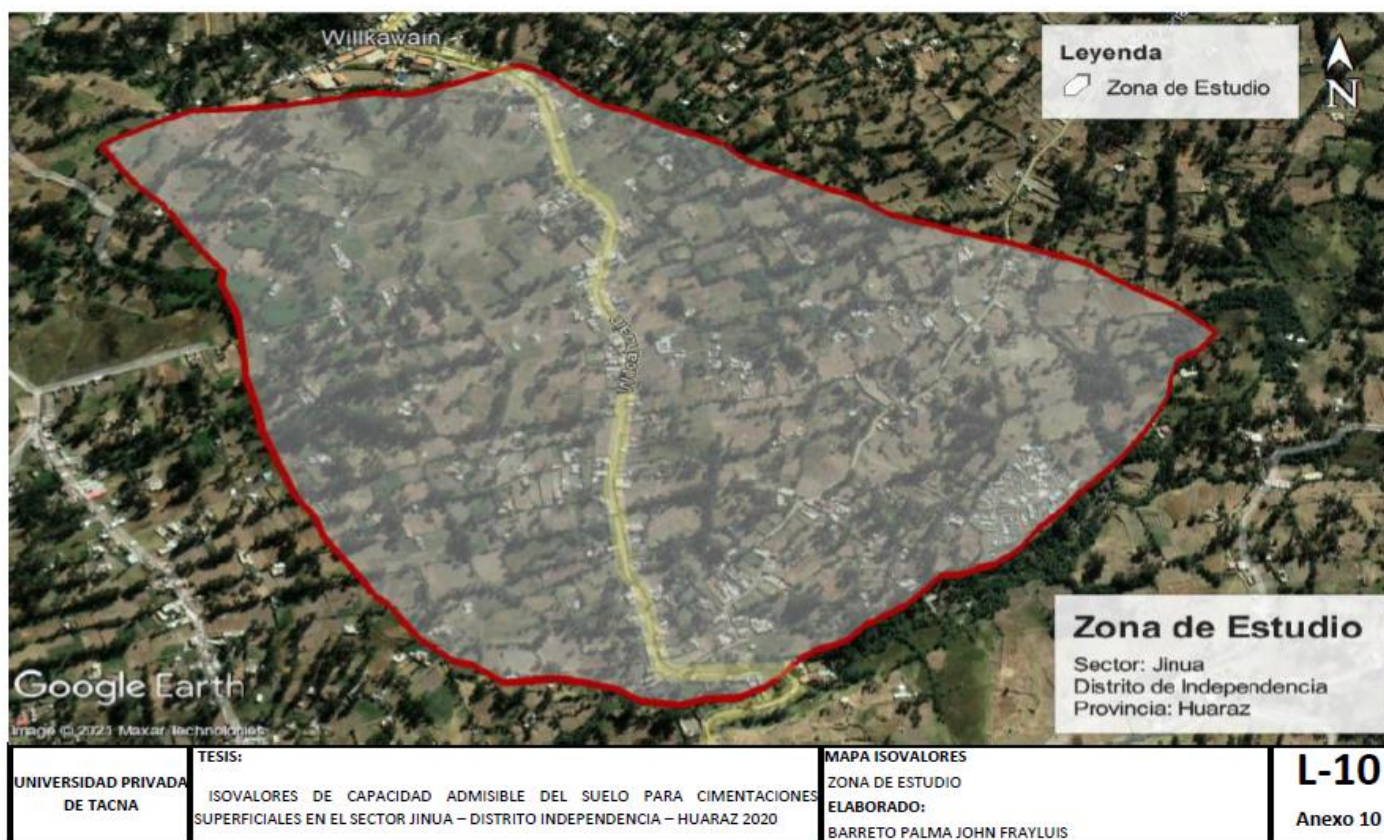 Willkawain
Leyenda
Zona de Estudio
N
Zona de Estudio
Sector: Jinua
Distrito de Independencia
Provincia: Huaraz
Google Earth
Image © 2021 Maxar Technologies
UNIVERSIDAD PRIVADA
DE TACNA
TESIS:
ISOVALORES DE CAPACIDAD ADMISIBLE DEL SUELO PARA CIMENTACIONES
SUPERFICIALES EN EL SECTOR JINUA – DISTRITO INDEPENDENCIA – HUARAZ 2020
MAPA ISOVALORES
ZONA DE ESTUDIO
ELABORADO:
BARRETO PALMA JOHN FRAYLUIS
L-10
Anexo 10